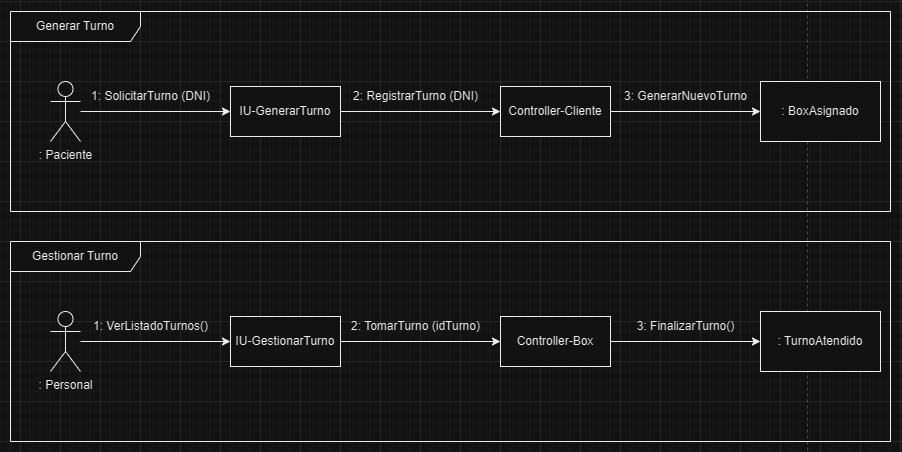 Generar Turno
1: SolicitarTurno (DNI)
2: RegistrarTurno (DNI)
3: GenerarNuevoTurno
IU-GenerarTurno
Controller-Cliente
: BoxAsignado
: Paciente
Gestionar Turno
1: VerListadoTurnos()
2: TomarTurno (idTurno)
3: FinalizarTurno()
IU-GestionarTurno
Controller-Box
: TurnoAtendido
: Personal